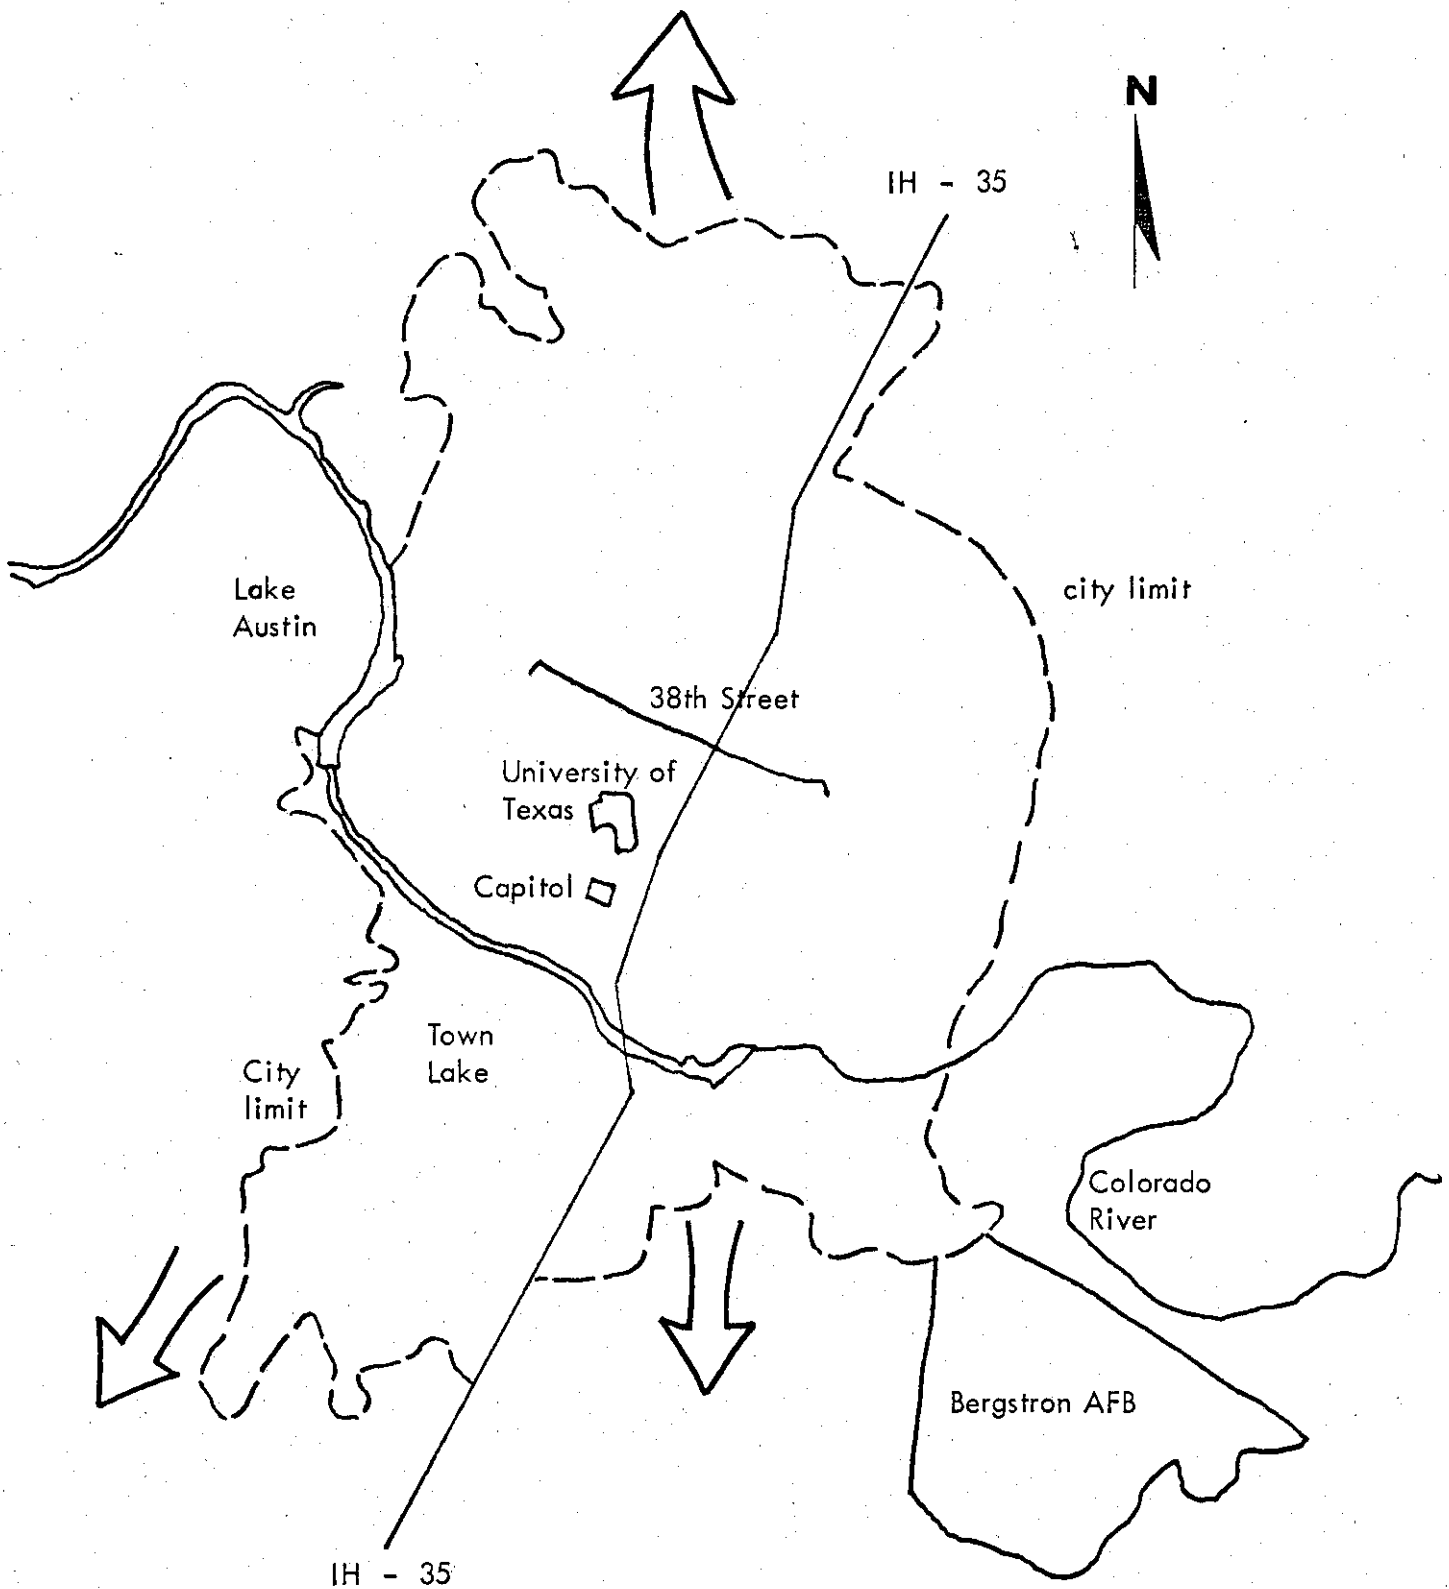 N
IH - 35
Lake
Austin
city limit
38th Street
University of
Texas
Capitol
Town
Lake
City
limit
Colorado
River
Bergstron AFB
IH - 35